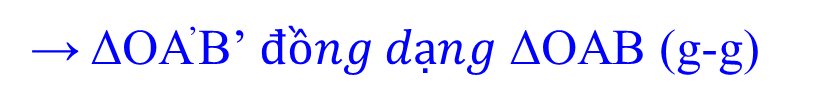 → ΔOA’B’ đồng dạng ΔOAB (g-g)